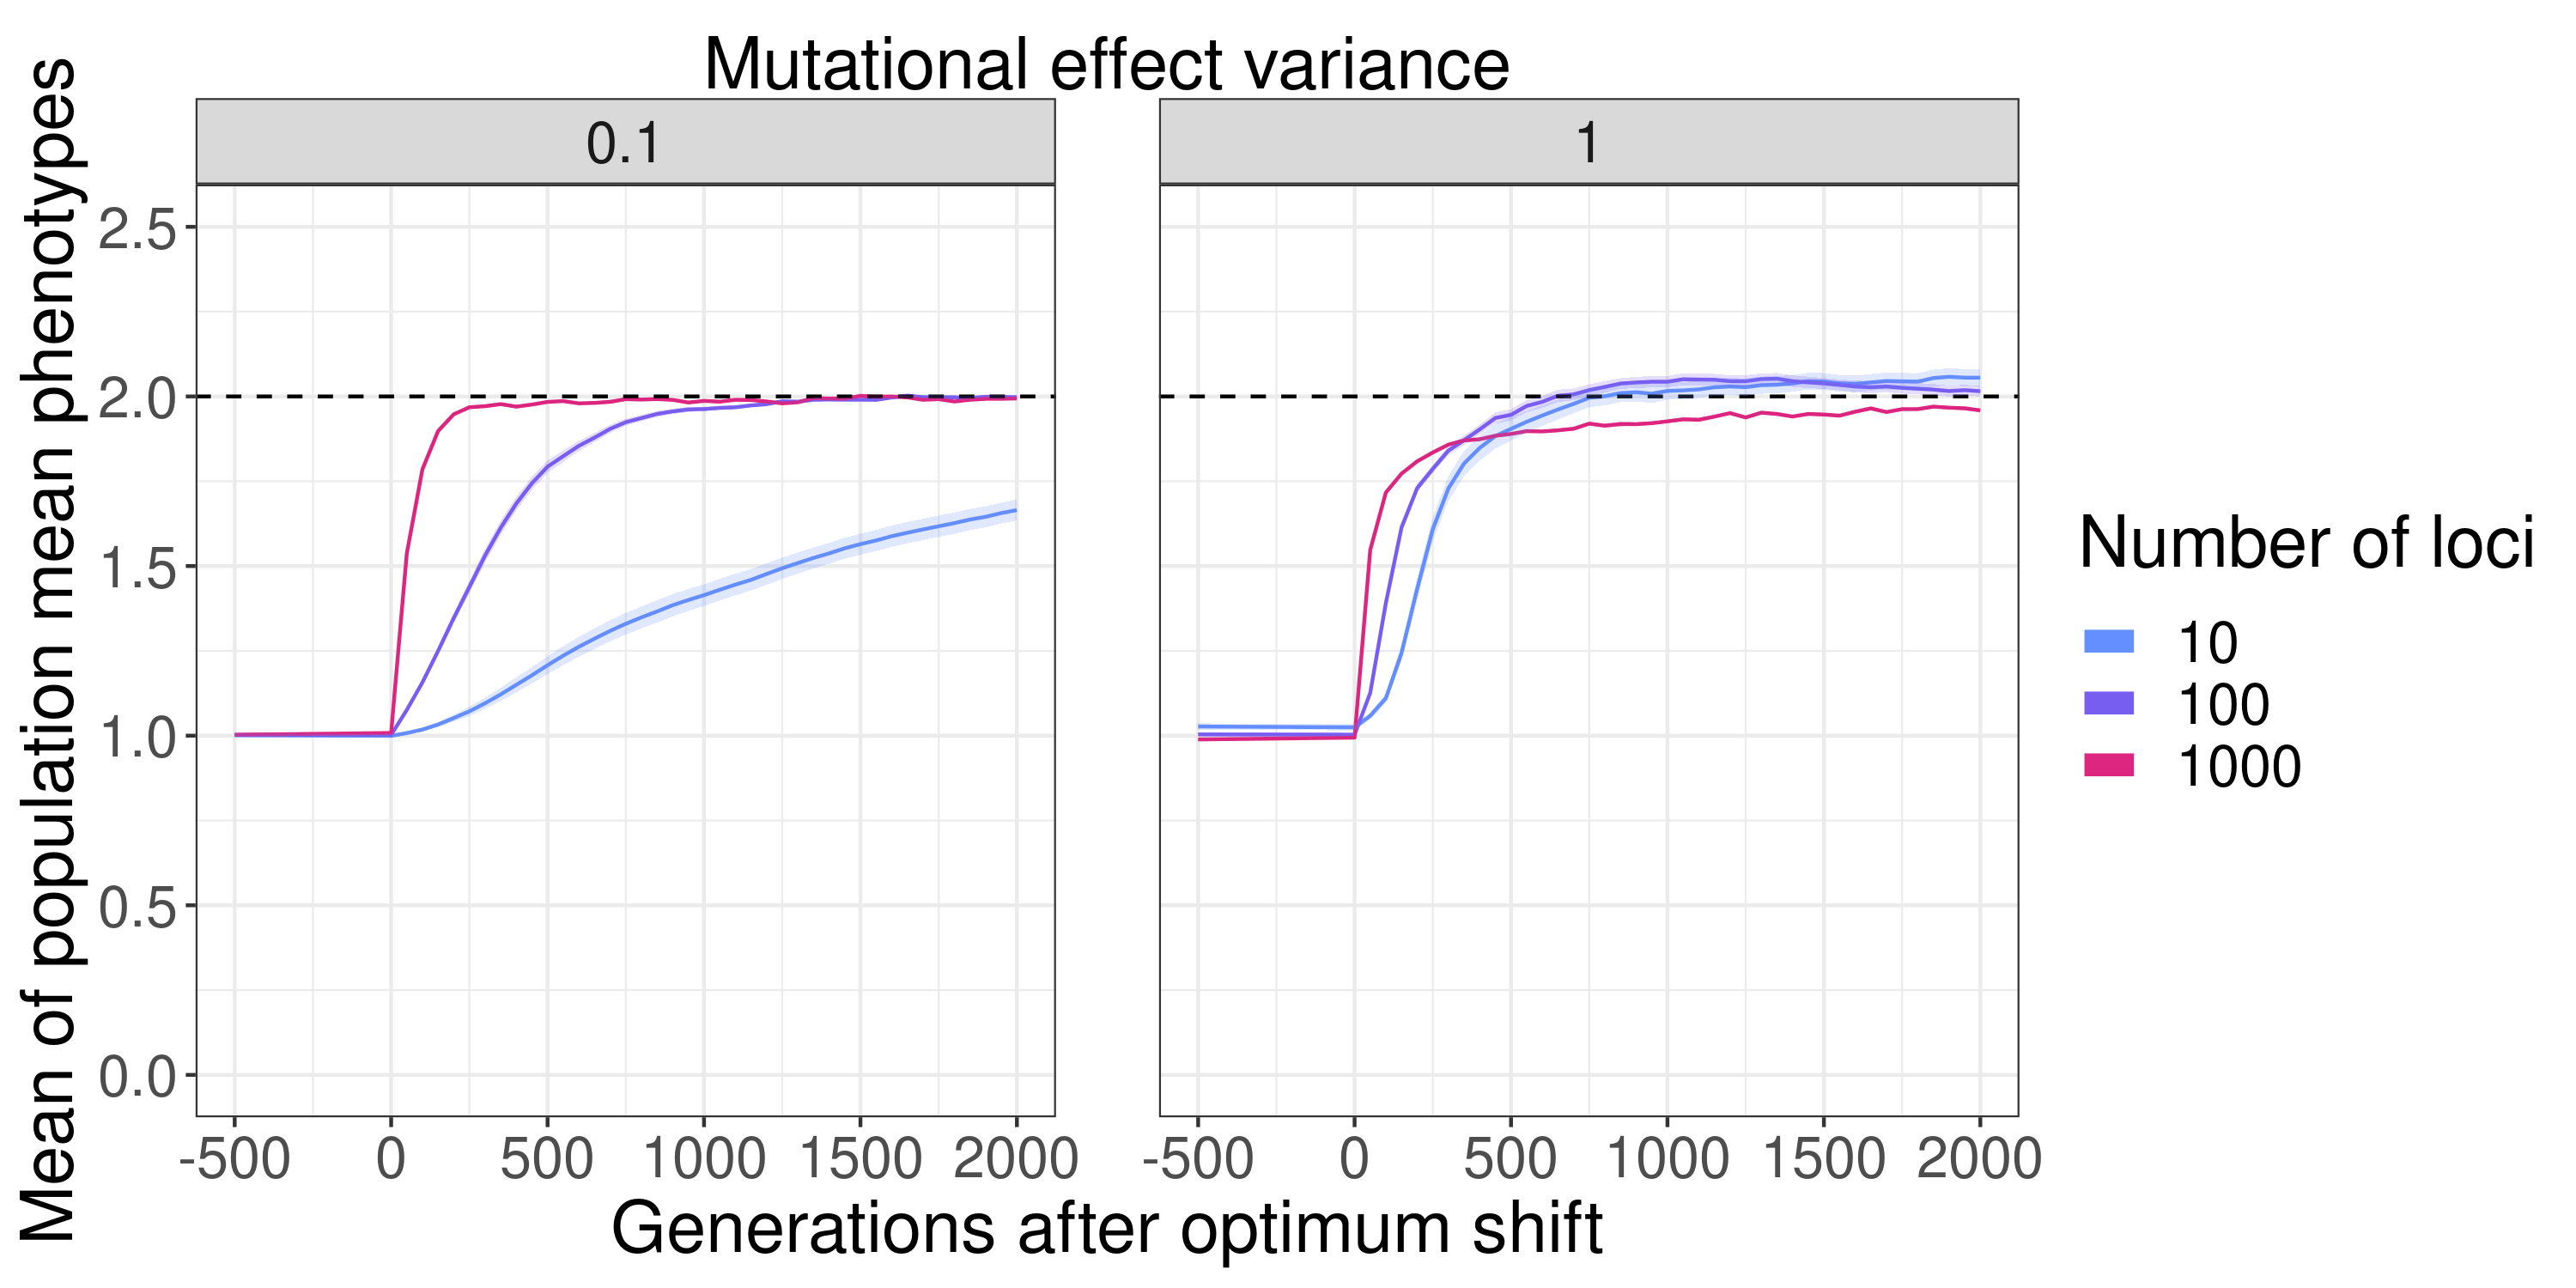 Mutational effect variance
0.1
1
Mean of population mean phenotypes
2.5
2.0
1.5
1.0
0.5
0.0
-500 0 500 1000 1500 2000
-500 0 500 1000 1500 2000
Generations after optimum shift
Number of loci
10
100
1000